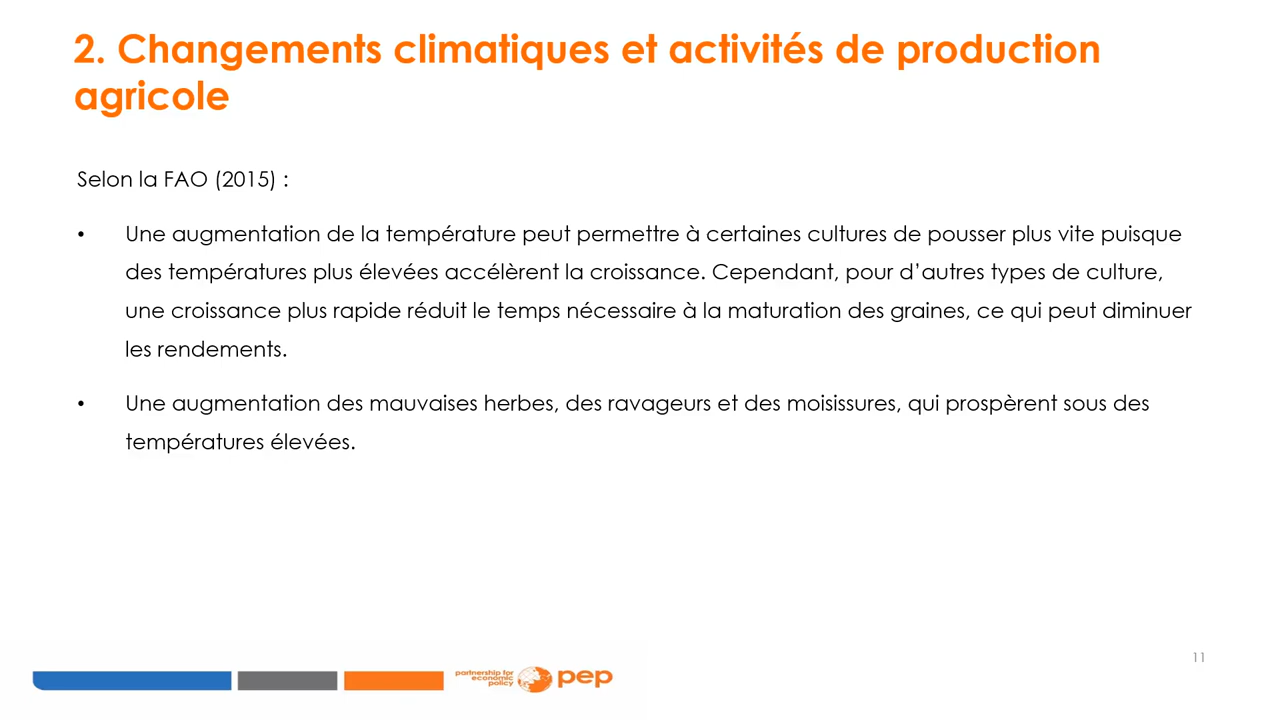 2. Changements climatiques et activités de production
agricole
Selon la FAO (2015) :
• Une augmentation de la température peut permettre à certaines cultures de pousser plus vite puisque
des températures plus élevées accélèrent la croissance. Cependant, pour d’autres types de culture,
une croissance plus rapide réduit le temps nécessaire à la maturation des graines, ce qui peut diminuer
les rendements.
• Une augmentation des mauvaises herbes, des ravageurs et des moisissures, qui prospèrent sous des
températures élevées.
11
partnership for
economic
policy
pep